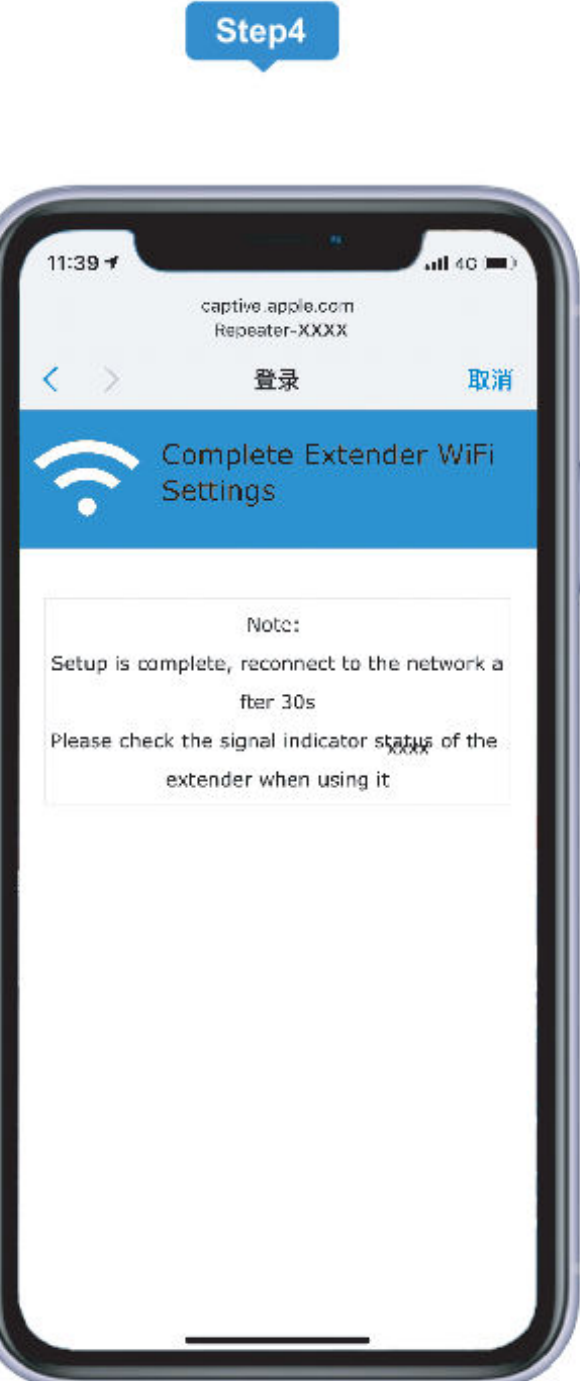 Step4
11:39
4G
captive.apple.com
Repeater-XXXX
登录
取消
Complete Extender WiFi
Settings
Note:
Setup is complete, reconnect to the network a
fter 30s
Please check the signal indicator status of the
xxxx
extender when using it